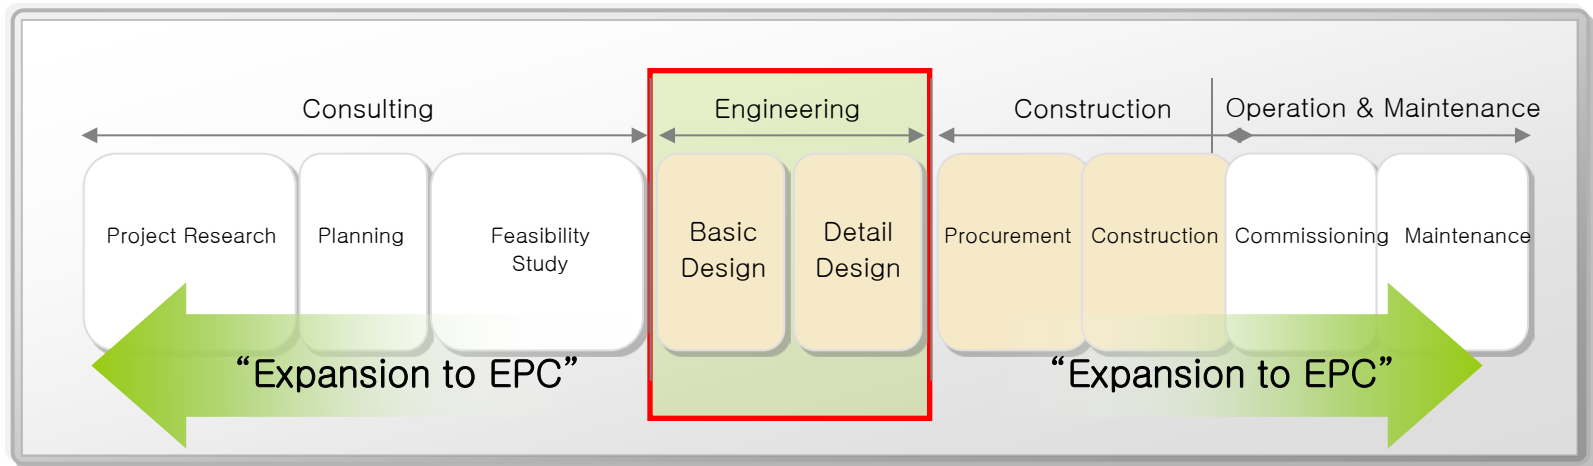 Consulting
Engineering
Construction
Operation & Maintenance
Project Research
Planning
Feasibility
Study
Basic
Design
Detail
Design
Procurement
Construction
Commissioning
Maintenance
“Expansion to EPC”
“Expansion to EPC”